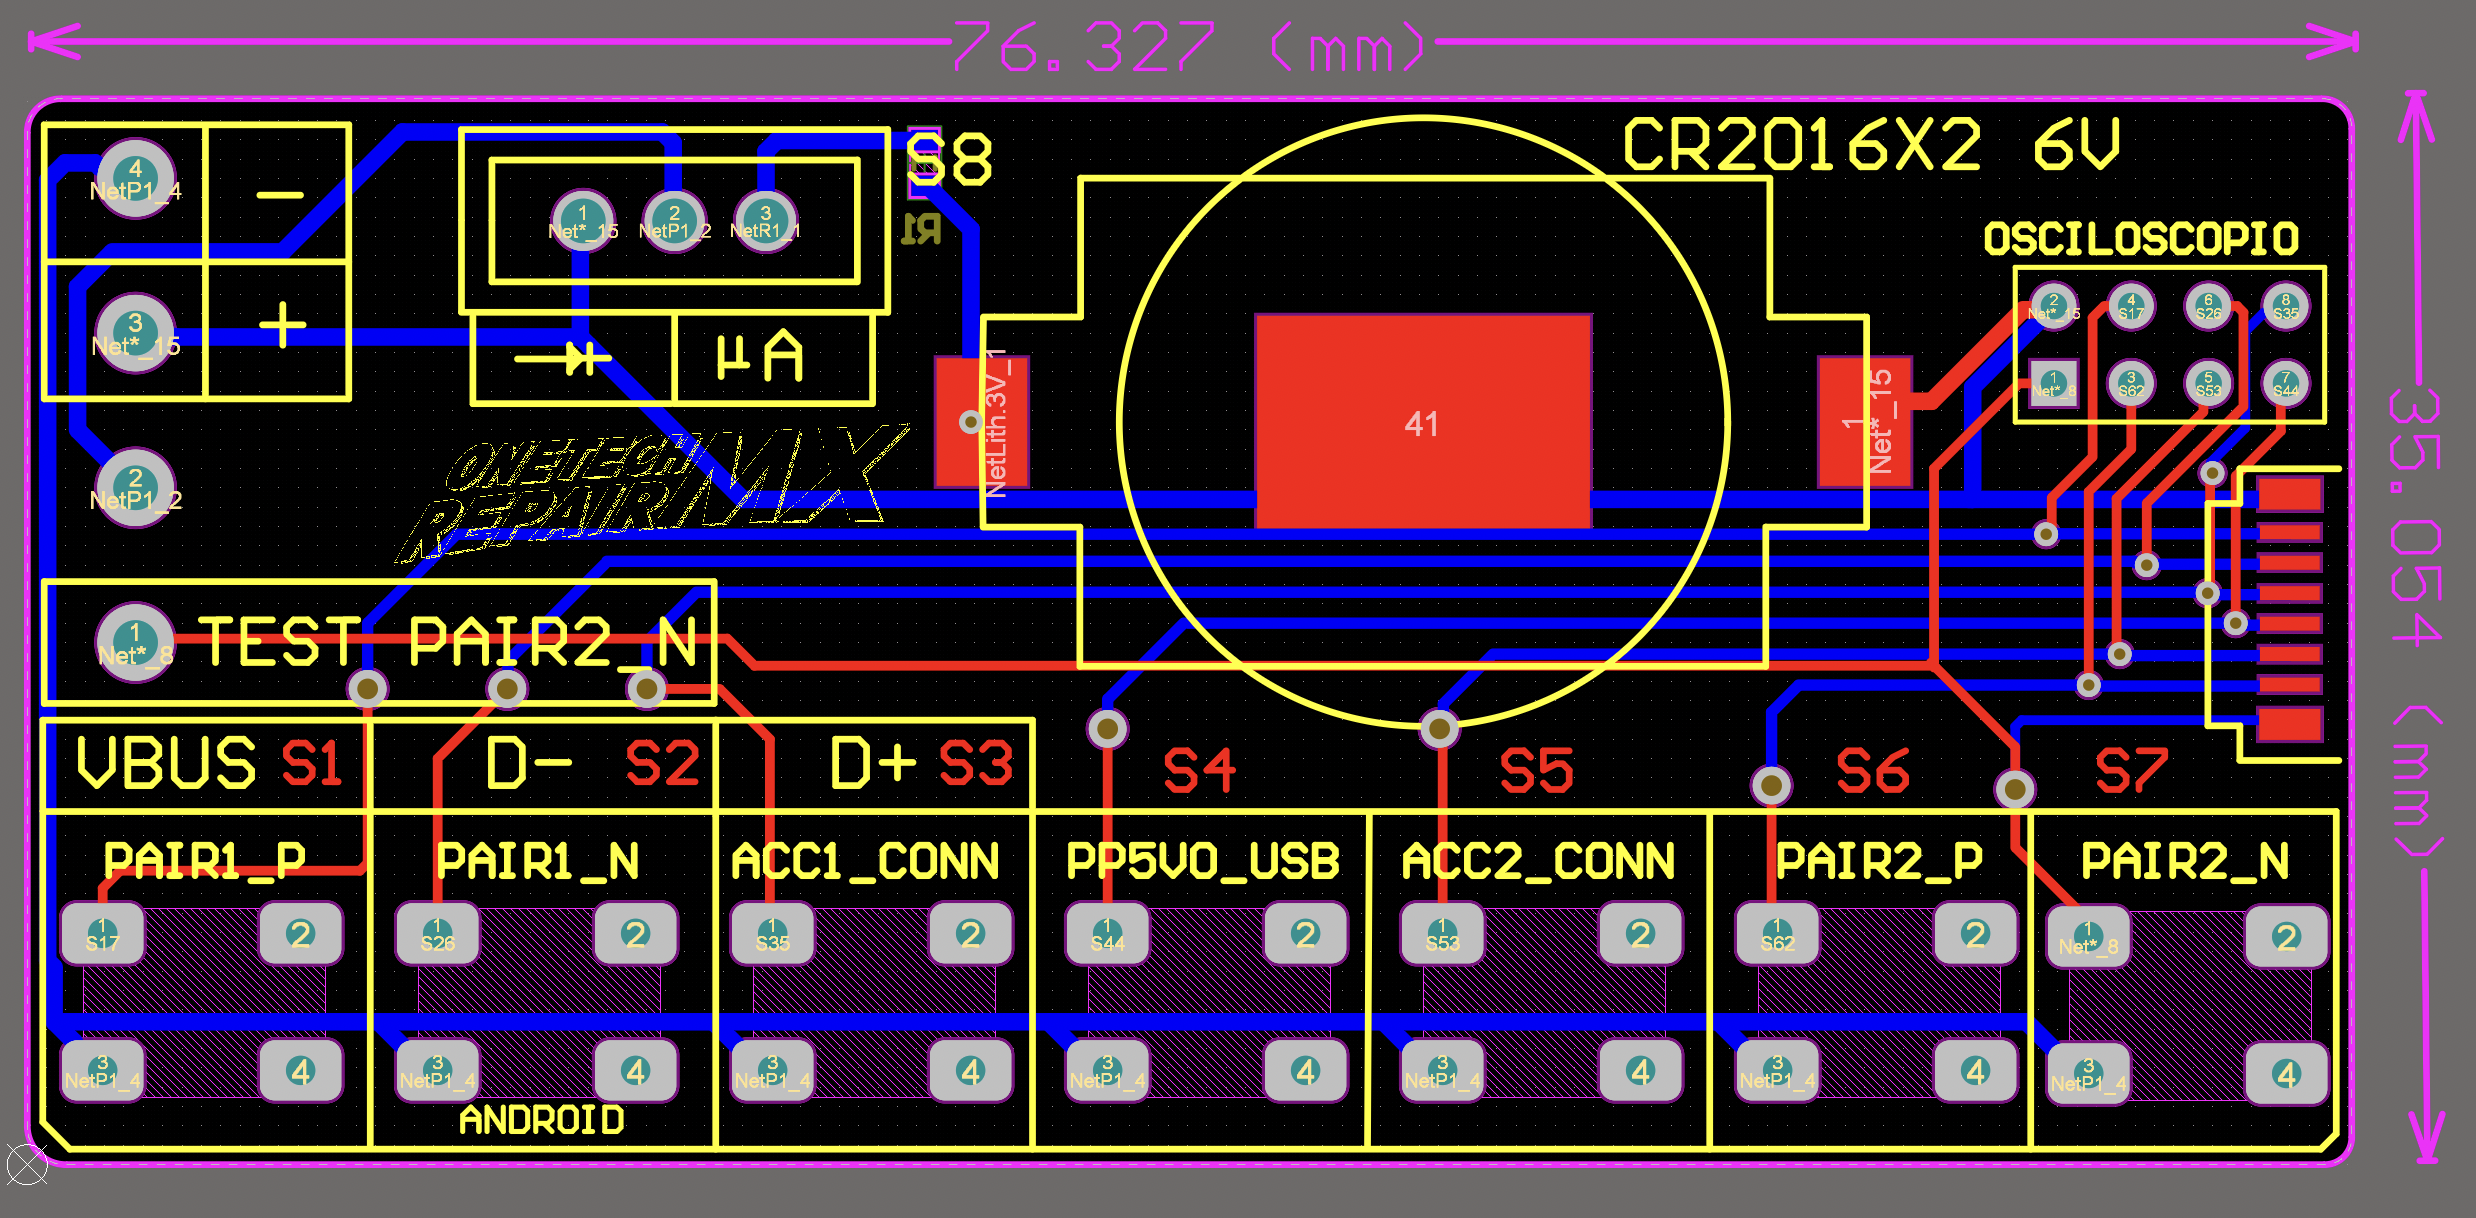 76.327 (mm)
CR2016X2 6V
S8
R1
OSCILOSCOPIO
4
NetP1_4
-
3
Net*_15
+
2
NetP1_2
1
Net*_15
2
NetP1_2
3
NetR1_1
µA
NetLith.3V_1
41
1
Net*_15
2
Net*_15
4
S17
6
S26
8
S35
1
Net*_8
3
S62
5
S53
7
S44
35.054 (mm)
ONETECH
REPAIR MX
1
Net*_8
TEST PAIR2_N
VBUS S1
D- S2
D+ S3
S4
S5
S6
S7
PAIR1_P
PAIR1_N
ACC1_CONN
PP5V0_USB
ACC2_CONN
PAIR2_P
PAIR2_N
1
S17
2
1
S26
2
1
S35
2
1
S44
2
1
S53
2
1
S62
2
1
Net*_8
2
3
NetP1_4
4
3
NetP1_4
4
3
NetP1_4
4
3
NetP1_4
4
3
NetP1_4
4
3
NetP1_4
4
3
NetP1_4
4
ANDROID